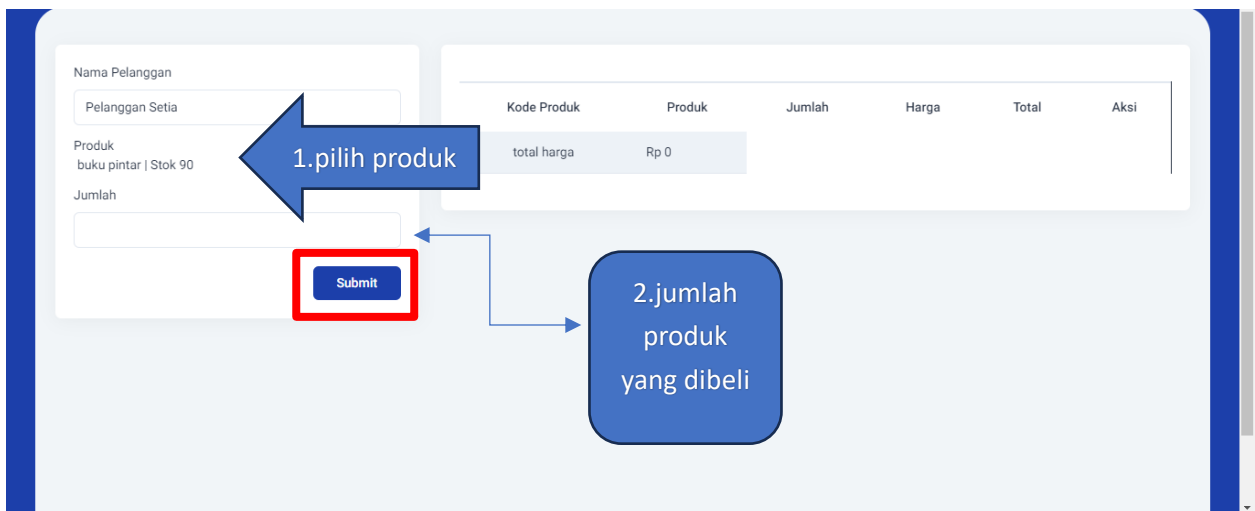 Nama Pelanggan
Pelanggan Setia
Produk
buku pintar | Stok 90
1.pilih produk
Jumlah
Submit
Kode Produk Produk Jumlah Harga Total Aksi
total harga Rp 0
2.jumlah
produk
yang dibeli